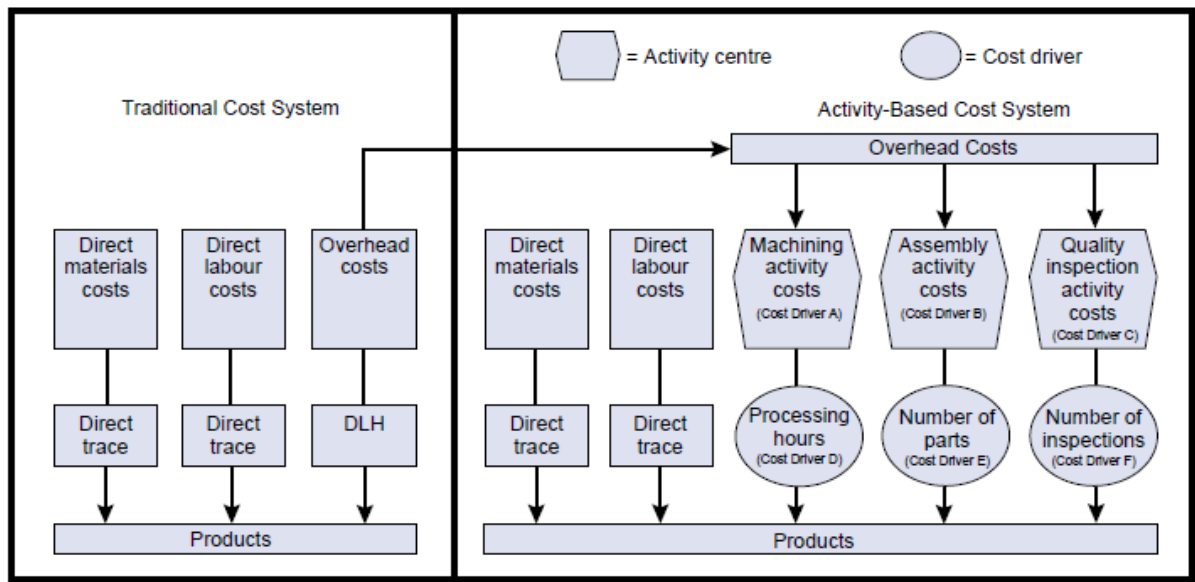 = Activity centre
= Cost driver
Traditional Cost System
Activity-Based Cost System
Overhead Costs
Direct
materials
costs
Direct
labour
costs
Overhead
costs
Direct
materials
costs
Direct
labour
costs
Machining
activity
costs
(Cost Driver A)
Assembly
activity
costs
(Cost Driver B)
Quality
inspection
activity
costs
(Cost Driver C)
Direct
trace
Direct
trace
DLH
Direct
trace
Direct
trace
Processing
hours
(Cost Driver D)
Number of
parts
(Cost Driver E)
Number of
inspections
(Cost Driver F)
Products
Products